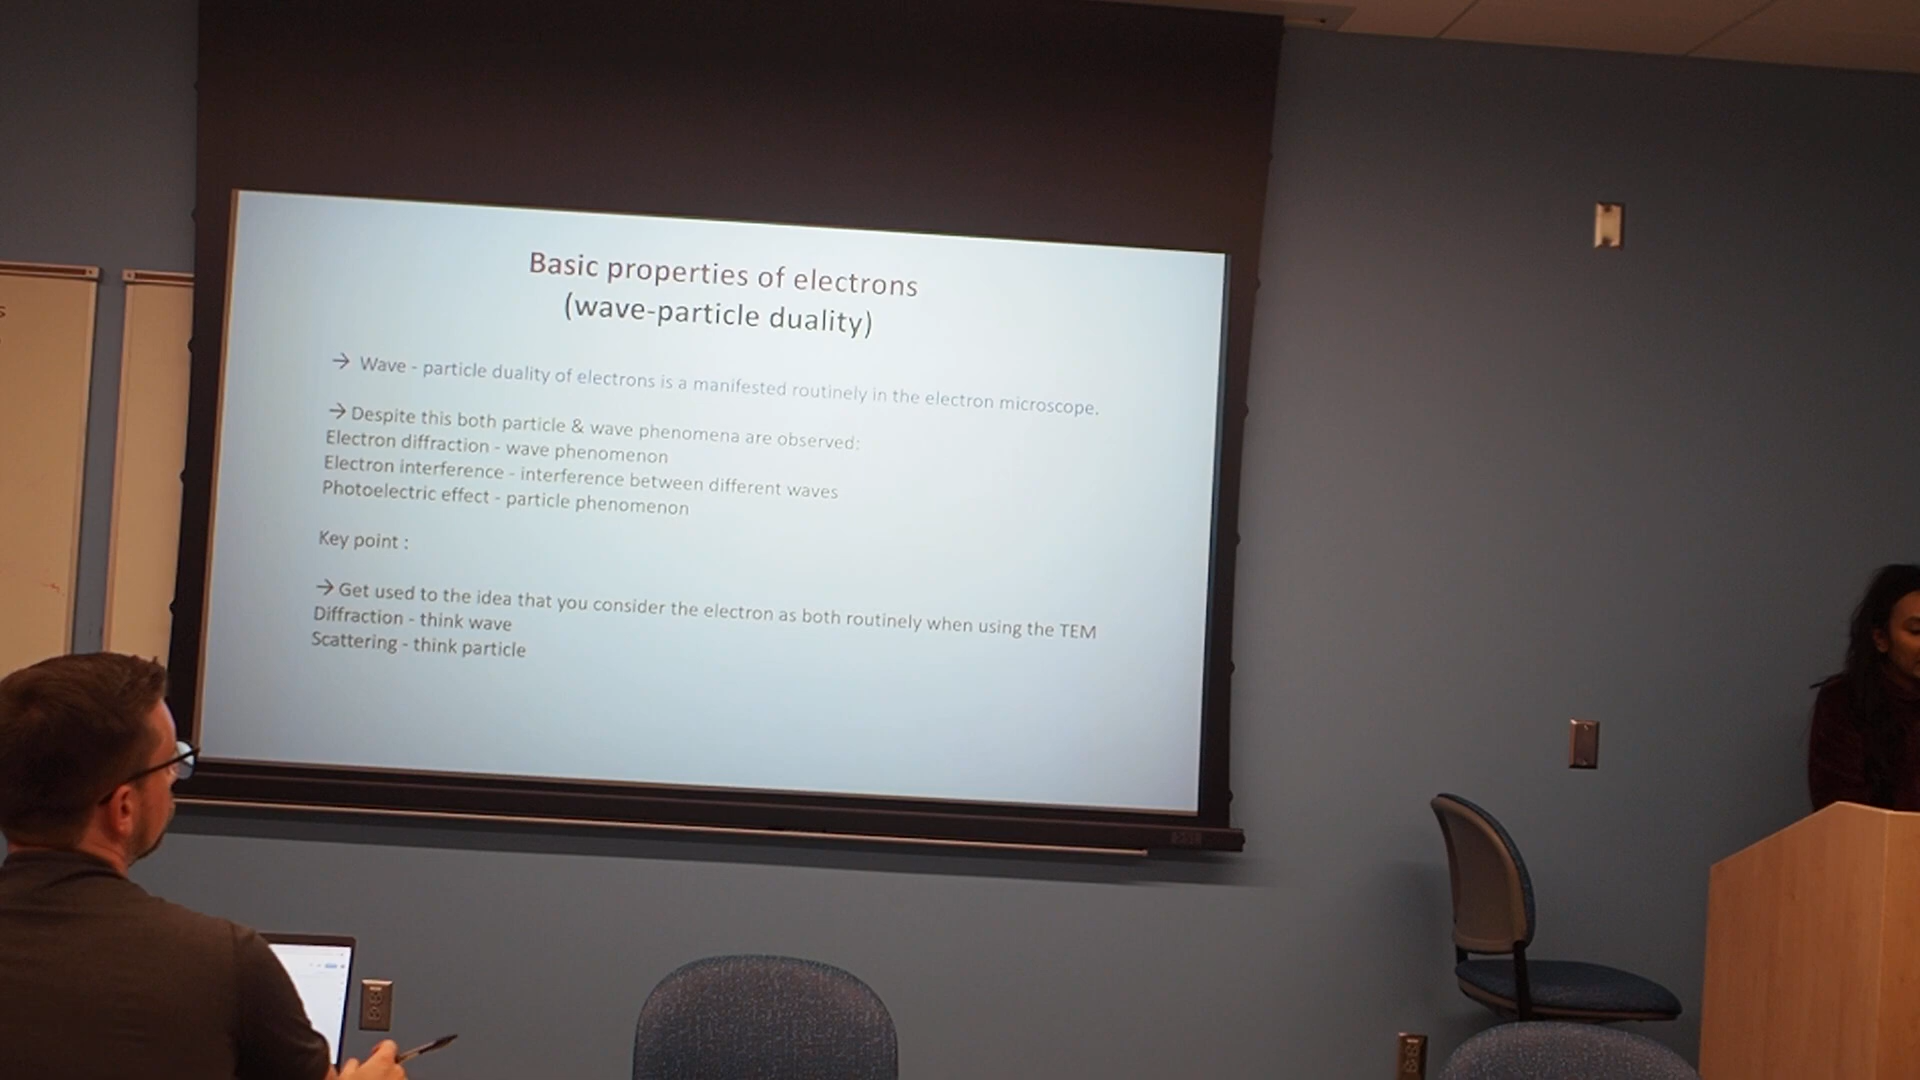 Basic properties of electrons
(wave-particle duality)
→ Wave - particle duality of electrons is a manifested routinely in the electron microscope.
→ Despite this both particle & wave phenomena are observed:
Electron diffraction - wave phenomenon
Electron interference - interference between different waves
Photoelectric effect - particle phenomenon
Key point :
→ Get used to the idea that you consider the electron as both routinely when using the TEM
Diffraction - think wave
Scattering - think particle